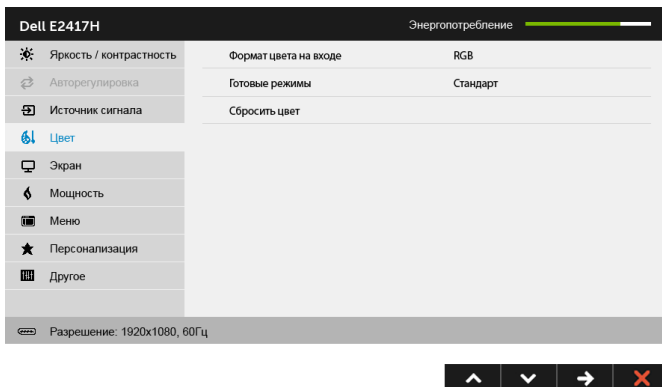 Dell E2417H Энергопотребление
Яркость / контрастность Формат цвета на входе RGB
Авторегулировка Готовые режимы Стандарт
Источник сигнала Сбросить цвет
Цвет
Экран
Мощность
Меню
Персонализация
Другое
Разрешение: 1920x1080, 60Гц